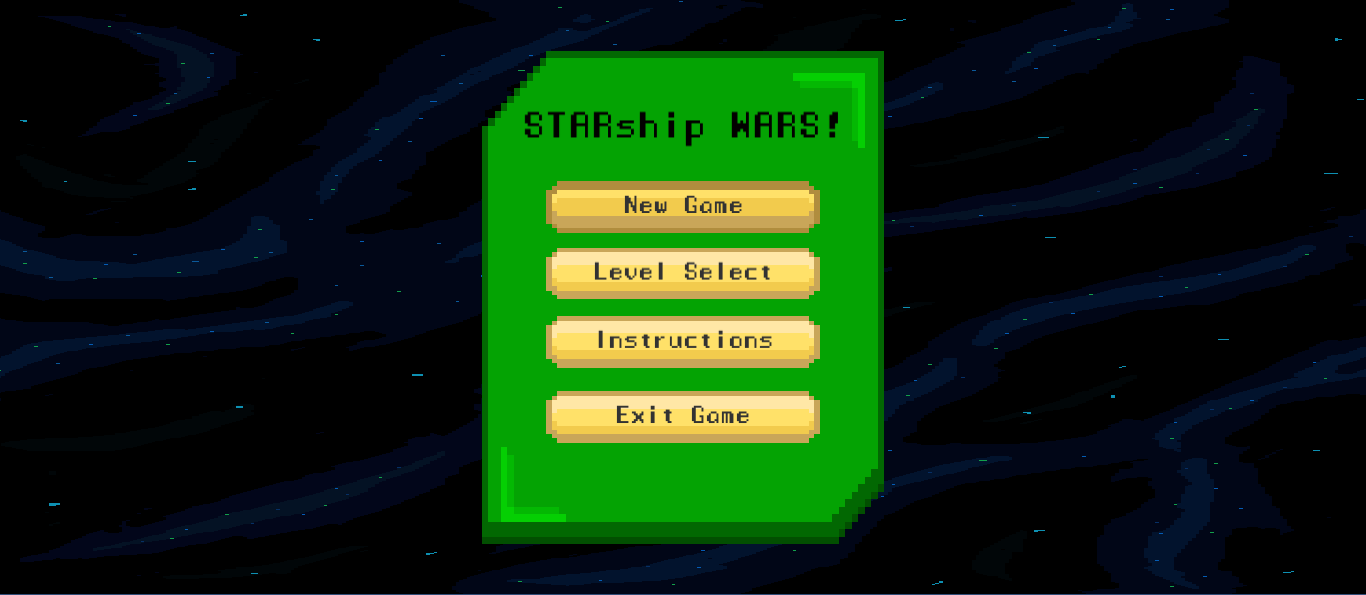 STARship WARS!
New Game
Level Select
Instructions
Exit Game